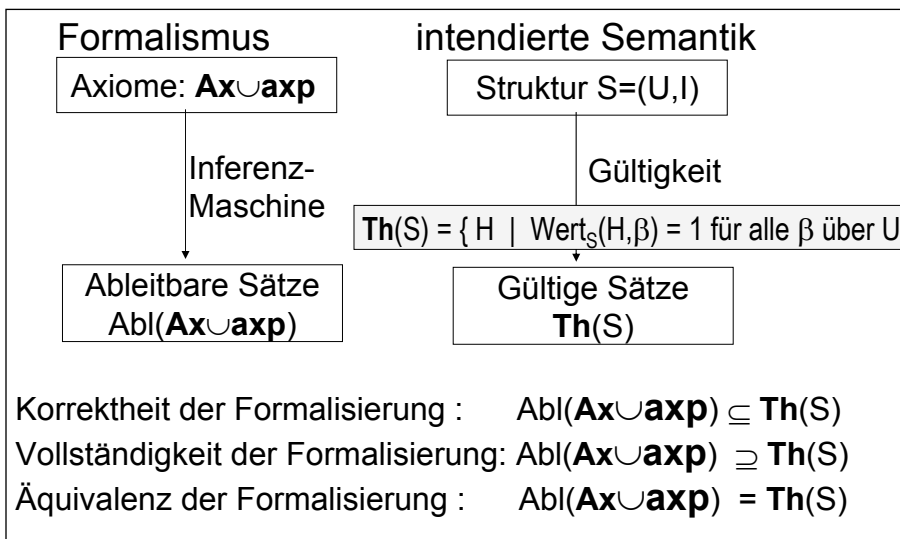 Formalismus
intendierte Semantik
Axiome: Ax∪axp
Struktur S=(U,I)
Inferenz-
Maschine
Gültigkeit
Th(S) = { H | Wert_S(H,β) = 1 für alle β über U
Ableitbare Sätze
Abl(Ax∪axp)
Gültige Sätze
Th(S)
Korrektheit der Formalisierung : Abl(Ax∪axp) ⊆ Th(S)
Vollständigkeit der Formalisierung: Abl(Ax∪axp) ⊇ Th(S)
Äquivalenz der Formalisierung : Abl(Ax∪axp) = Th(S)